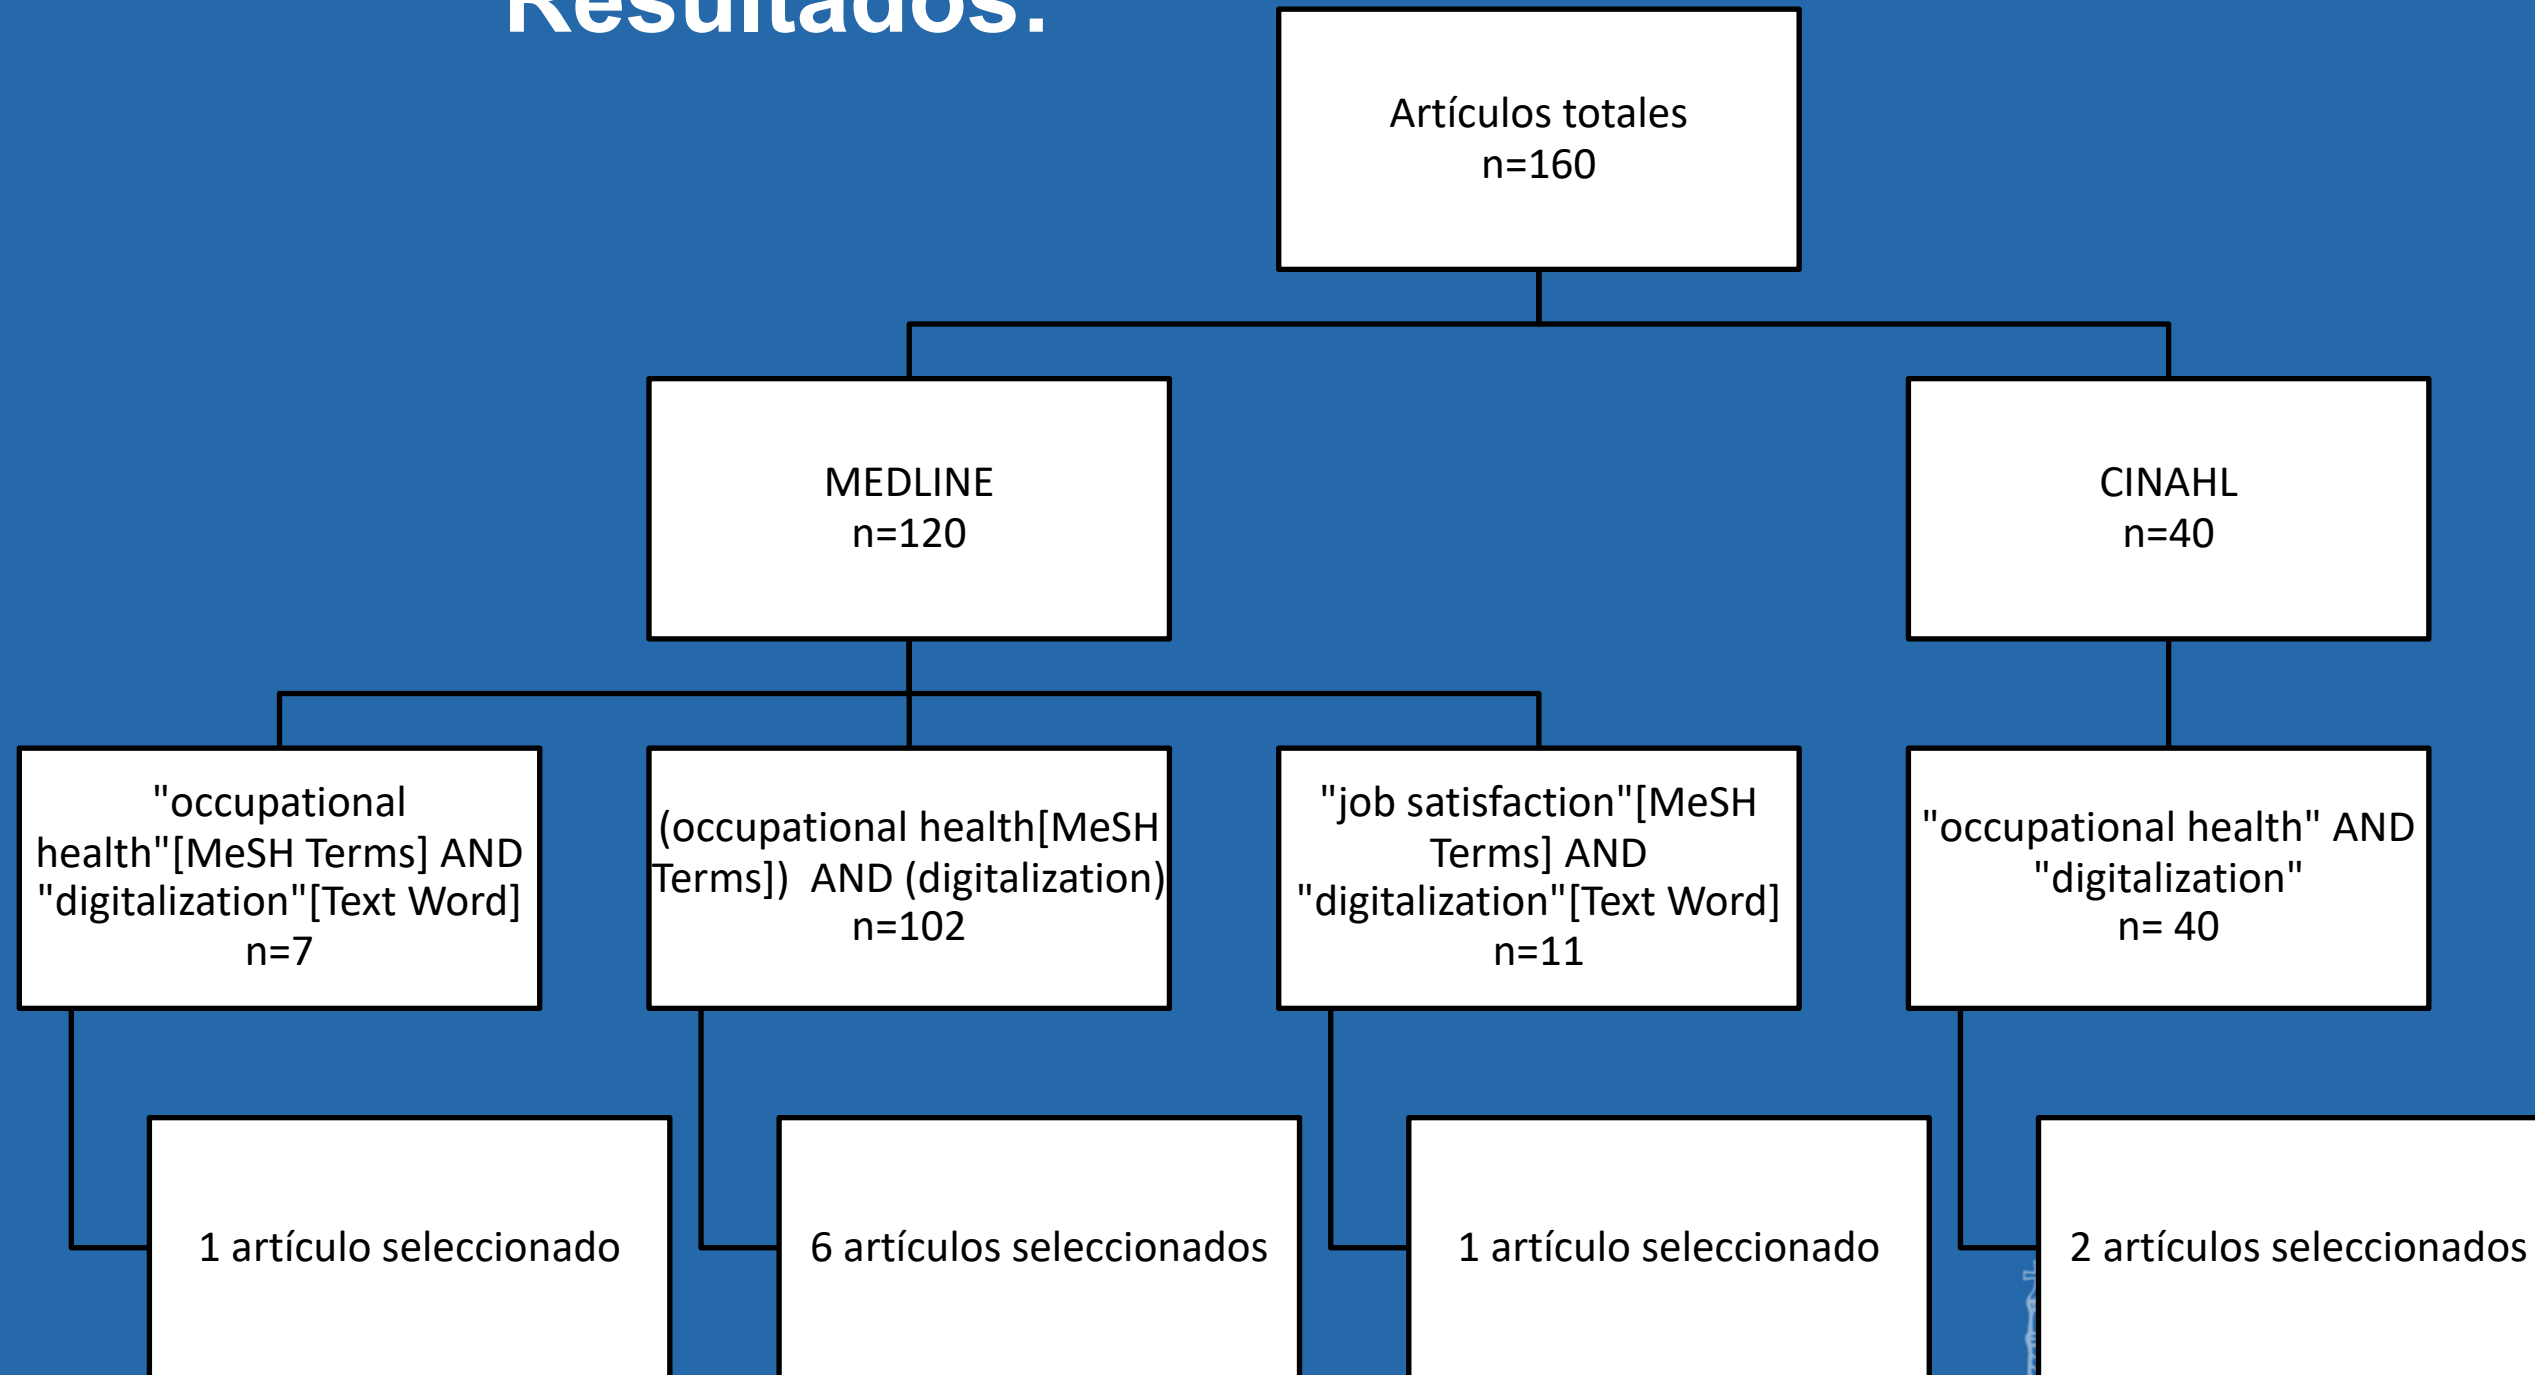 Resultados:
Artículos totales
n=160
MEDLINE
n=120
CINAHL
n=40
"occupational
health"[MeSH Terms] AND
"digitalization"[Text Word]
n=7
(occupational health[MeSH
Terms])  AND (digitalization)
n=102
"job satisfaction"[MeSH
Terms] AND
"digitalization"[Text Word]
n=11
"occupational health" AND
"digitalization"
n= 40
1 artículo seleccionado
6 artículos seleccionados
1 artículo seleccionado
2 artículos seleccionados